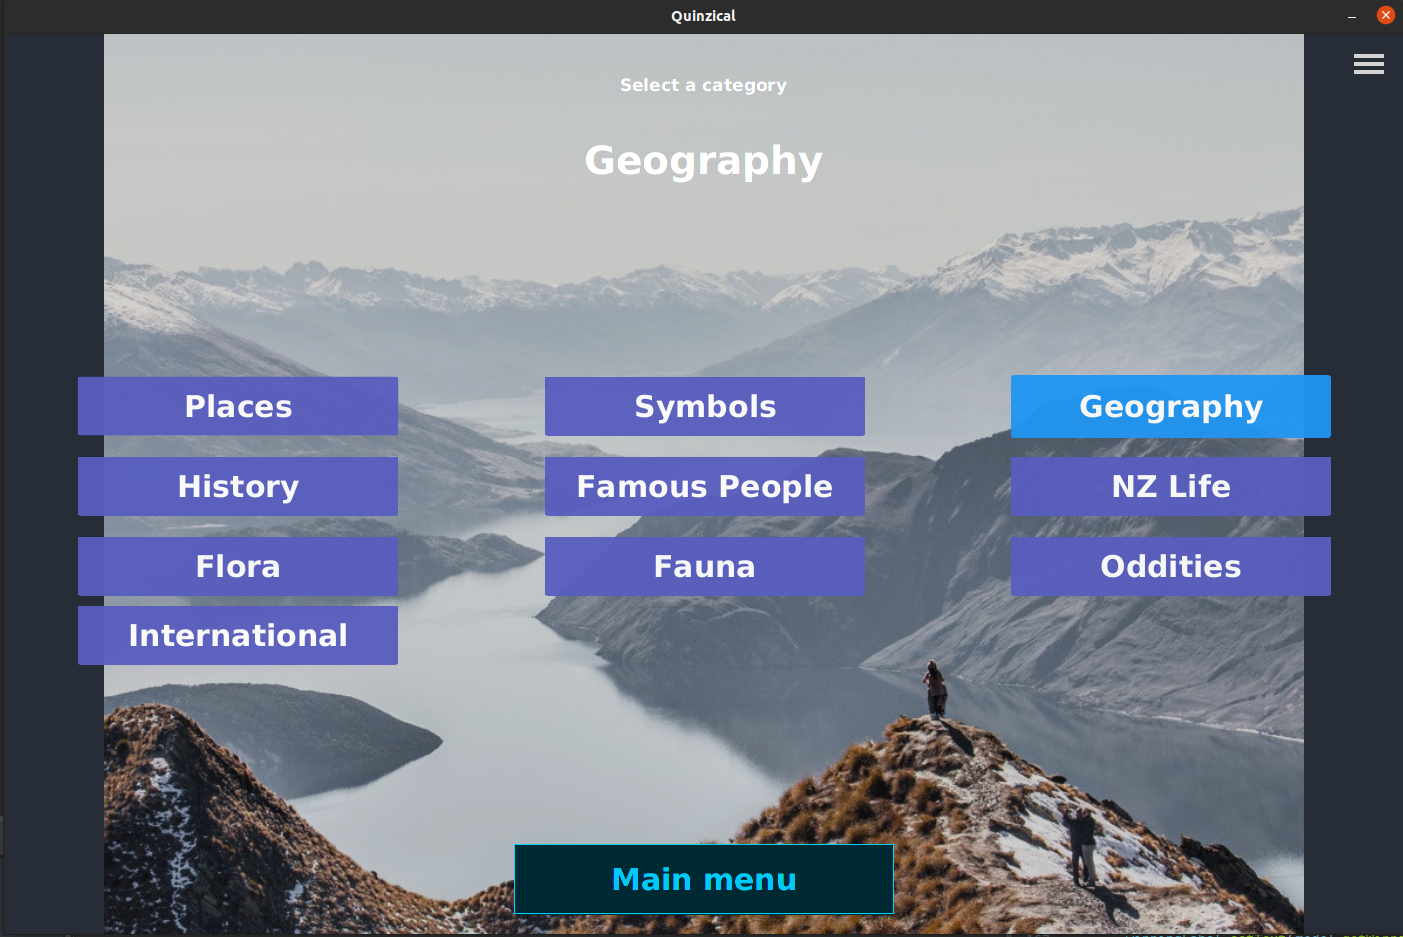 Quinzical
Select a category
Geography
Places
Symbols
Geography
History
Famous People
NZ Life
Flora
Fauna
Oddities
International
Main menu